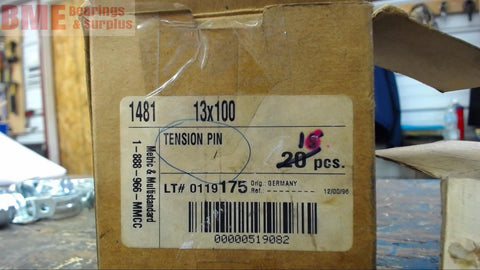 BME Bearings
& Surplus
1481 13x100
TENSION PIN
16
20 pcs.
LT# 0119175 Orig: GERMANY
Ref.: - - - - - - - - 12/00/96
00000519082
Metric & Multistandard
1-888-966-MMCC